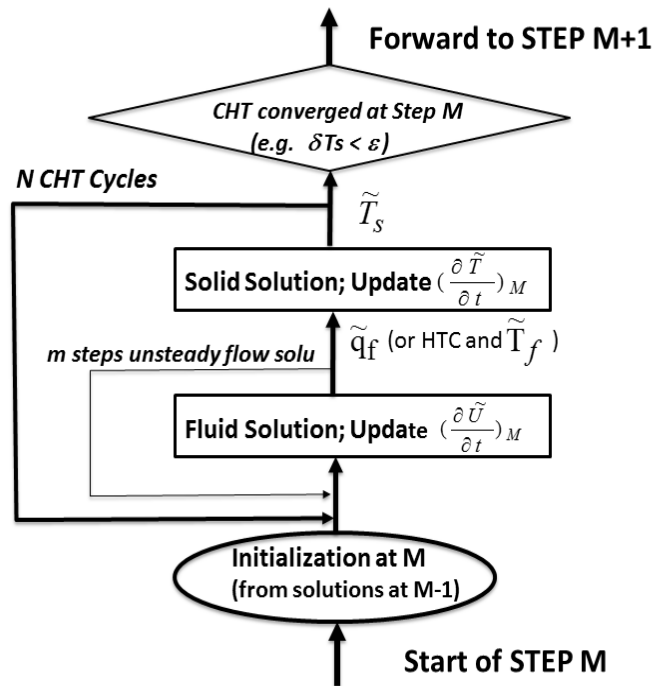 Forward to STEP M+1
CHT converged at Step M
(e.g. δTs < ε)
N CHT Cycles
T̃s
Solid Solution; Update (∂T̃/∂t)M
q̃f (or HTC and T̃f)
m steps unsteady flow solu
Fluid Solution; Update (∂Ũ/∂t)M
Initialization at M
(from solutions at M-1)
Start of STEP M